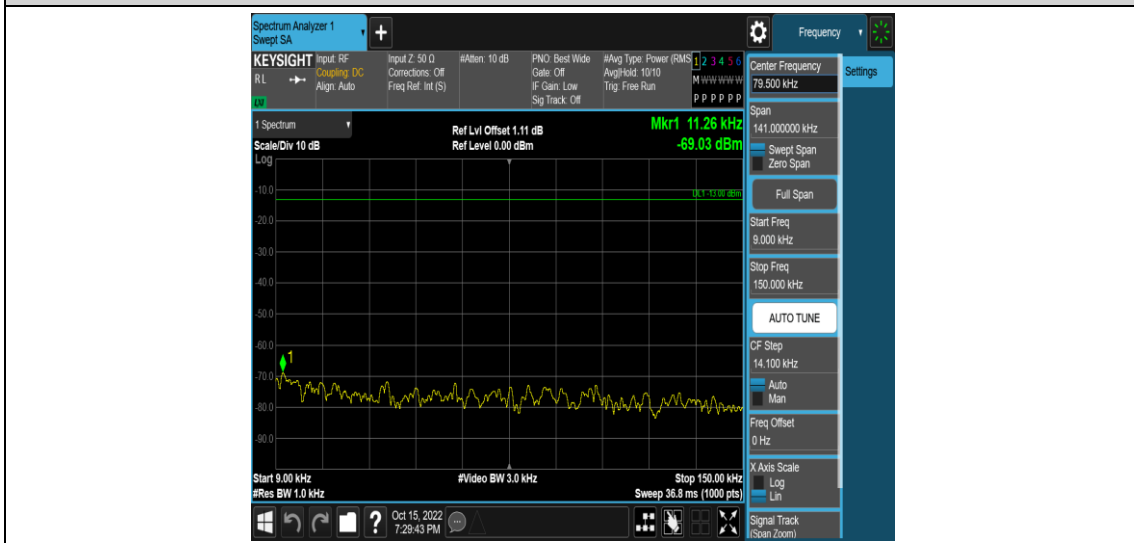 Spectrum Analyzer 1
Swept SA
+
Frequency
KEYSIGHT
RL
LNI
Input: RF
Coupling: DC
Align: Auto
Input Z: 50 Ω
Corrections: Off
Freq Ref: Int (S)
#Atten: 10 dB
PNO: Best Wide
Gate: Off
IF Gain: Low
Sig Track: Off
#Avg Type: Power (RMS
Avg|Hold: 10/10
Trig: Free Run
1 2 3 4 5 6
M W W W W W
P P P P P P
1 Spectrum
Scale/Div 10 dB
Log
Ref Lvl Offset 1.11 dB
Ref Level 0.00 dBm
Mkr1 11.26 kHz
-69.03 dBm
DL1 -13.00 dBm
-10.0
-20.0
-30.0
-40.0
-50.0
-60.0
1
-70.0
-80.0
-90.0
Start 9.00 kHz
#Res BW 1.0 kHz
#Video BW 3.0 kHz
Stop 150.00 kHz
Sweep 36.8 ms (1000 pts)
?
Oct 15, 2022
7:29:43 PM
Center Frequency
79.500 kHz
Settings
Span
141.000000 kHz
Swept Span
Zero Span
Full Span
Start Freq
9.000 kHz
Stop Freq
150.000 kHz
AUTO TUNE
CF Step
14.100 kHz
Auto
Man
Freq Offset
0 Hz
X Axis Scale
Log
Lin
Signal Track
(Span Zoom)